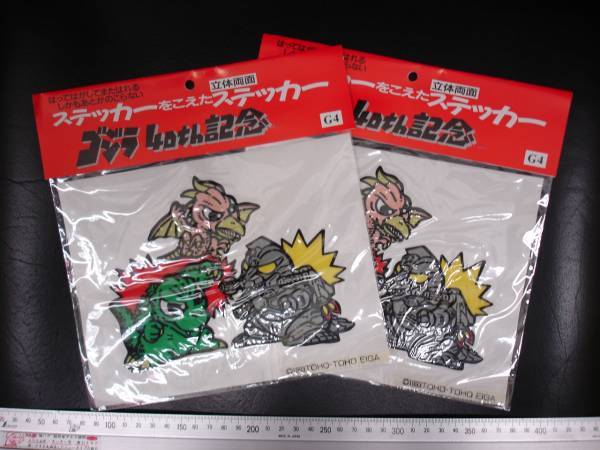 はってはがしてまたはれる
しかもあとがのこらない
立体両面
ステッカーをこえたステッカー
ゴジラ 40th記念
G4
©1993TOHO・TOHO EIGA
らない
立体両面
カーをこえたステッカー
40th記念
G4
©1993TOHO・TOHO EIGA